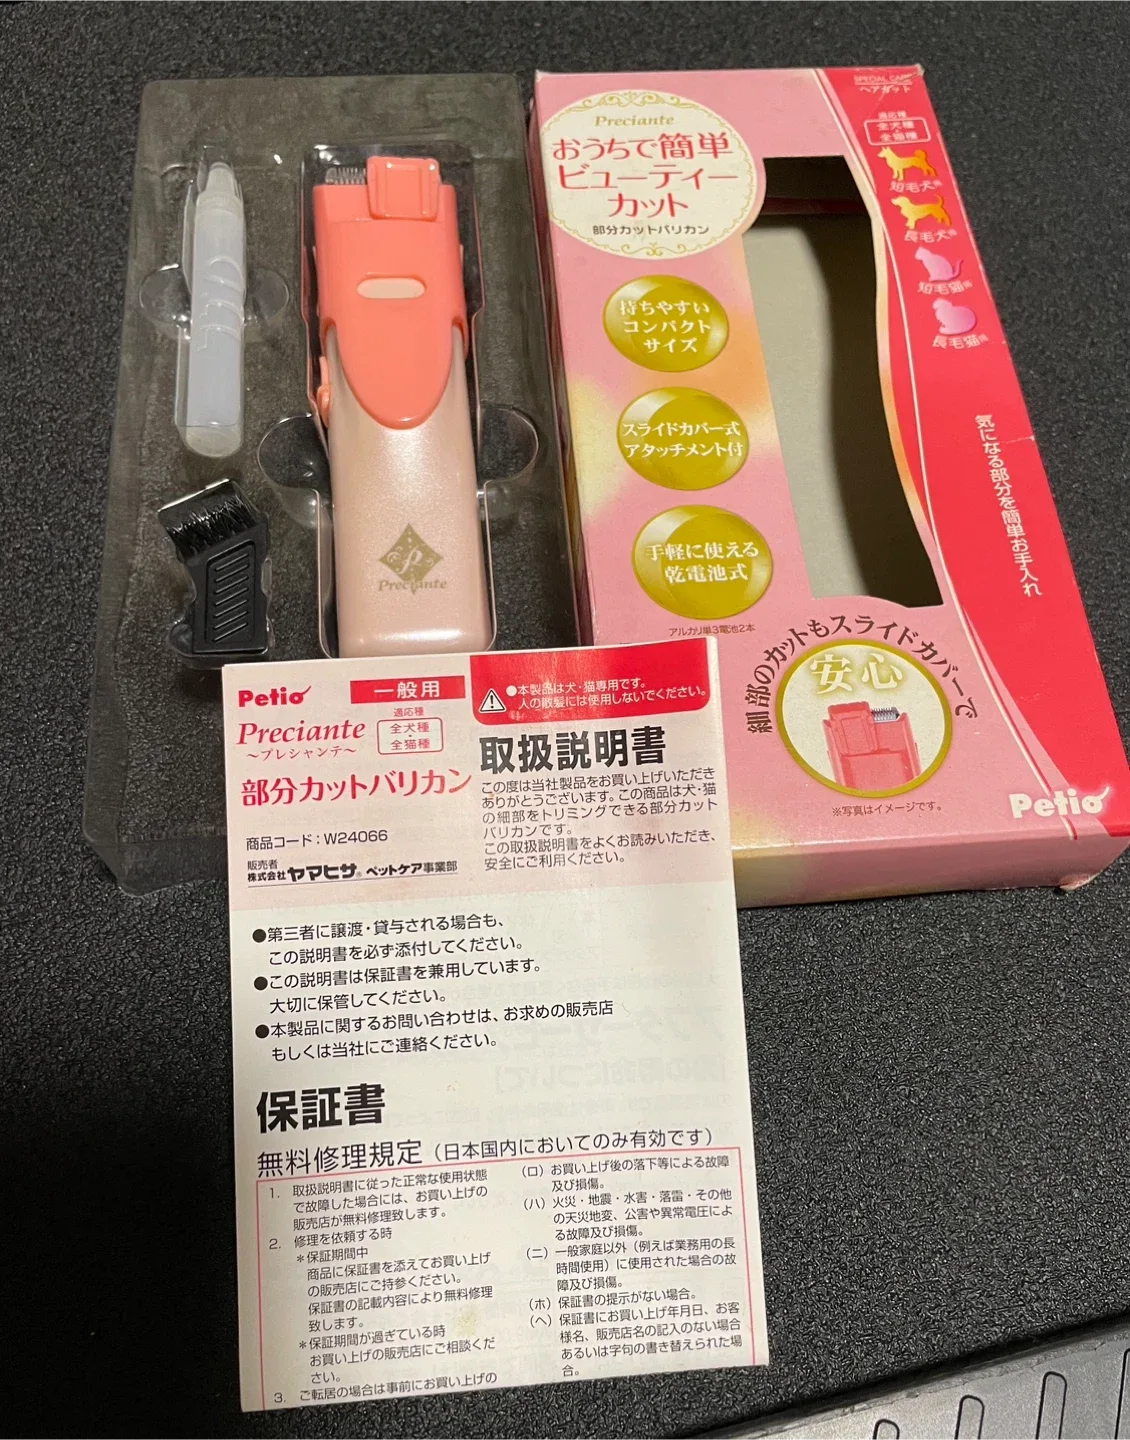 Preciante
おうちで簡単
ビューティー
カット
部分カットバリカン
持ちやすい
コンパクト
サイズ
スライドカバー式
アタッチメント付
手軽に使える
乾電池式
アルカリ単3電池2本
SPECIAL CARE
ヘアカット
適応種
全犬種
・
全猫種
短毛犬
長毛犬
短毛猫
長毛猫
気になる部分を簡単お手入れ
細部のカットもスライドカバーで
安心
※写真はイメージです。
Petio
Preciante
Petio
一般用
Preciante
～プレシャンテ～
適応種
全犬種
・
全猫種
部分カットバリカン
商品コード：W24066
販売者
株式会社ヤマヒサ ペットケア事業部
●本製品は犬・猫専用です。
人の散髪には使用しないでください。
取扱説明書
この度は当社製品をお買い上げいただき
ありがとうございます。この商品は犬・猫
の細部をトリミングできる部分カット
バリカンです。
この取扱説明書をよくお読みいただき、
安全にご利用ください。
●第三者に譲渡・貸与される場合も、
この説明書を必ず添付してください。
●この説明書は保証書を兼用しています。
大切に保管してください。
●本製品に関するお問い合わせは、お求めの販売店
もしくは当社にご連絡ください。
保証書
無料修理規定（日本国内においてのみ有効です）
1. 取扱説明書に従った正常な使用状態
で故障した場合には、お買い上げの
販売店が無料修理致します。
2. 修理を依頼する時
＊保証期間中
商品に保証書を添えてお買い上げ
の販売店にご持参ください。
保証書の記載内容により無料修理
致します。
＊保証期間が過ぎている時
お買い上げの販売店にご相談くだ
さい。
3. ご転居の場合は事前にお買い上げの
（ロ）お買い上げ後の落下等による故障
及び損傷。
（ハ）火災・地震・水害・落雷・その他
の天災地変、公害や異常電圧によ
る故障及び損傷。
（ニ）一般家庭以外（例えば業務用の長
時間使用）に使用された場合の故
障及び損傷。
（ホ）保証書の提示がない場合。
（ヘ）保証書にお買い上げ年月日、お客
様名、販売店名の記入のない場合
あるいは字句の書き替えられた場
合。